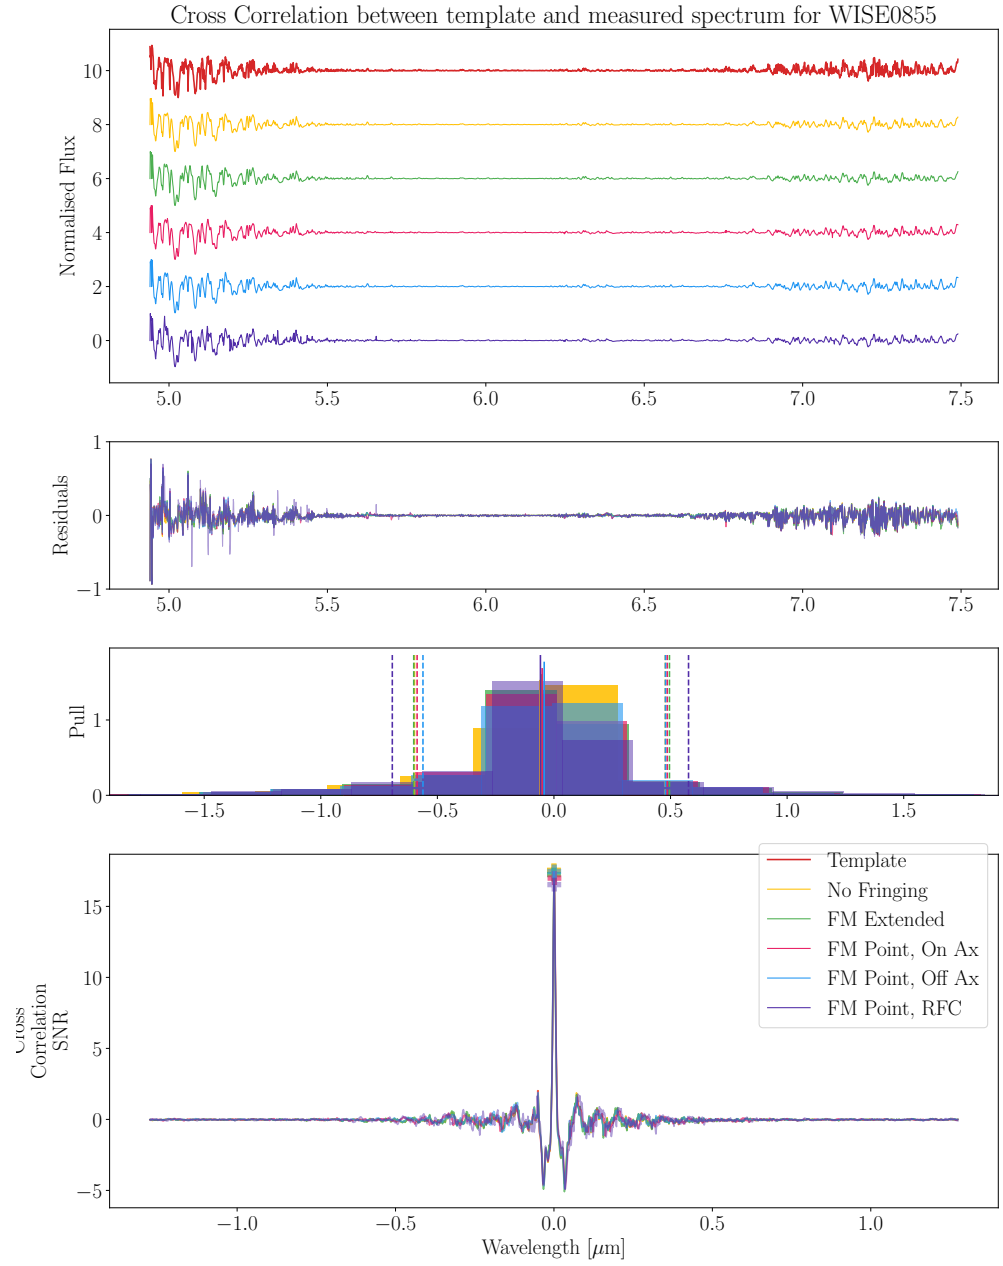 Cross Correlation between template and measured spectrum for WISE0855
10
8
6
4
2
0
Normalised Flux
5.0 5.5 6.0 6.5 7.0 7.5
1
0
−1
Residuals
5.0 5.5 6.0 6.5 7.0 7.5
1
0
Pull
−1.5 −1.0 −0.5 0.0 0.5 1.0 1.5
Template
No Fringing
FM Extended
FM Point, On Ax
FM Point, Off Ax
FM Point, RFC
15
10
5
0
−5
Cross
Correlation
SNR
−1.0 −0.5 0.0 0.5 1.0
Wavelength [μm]